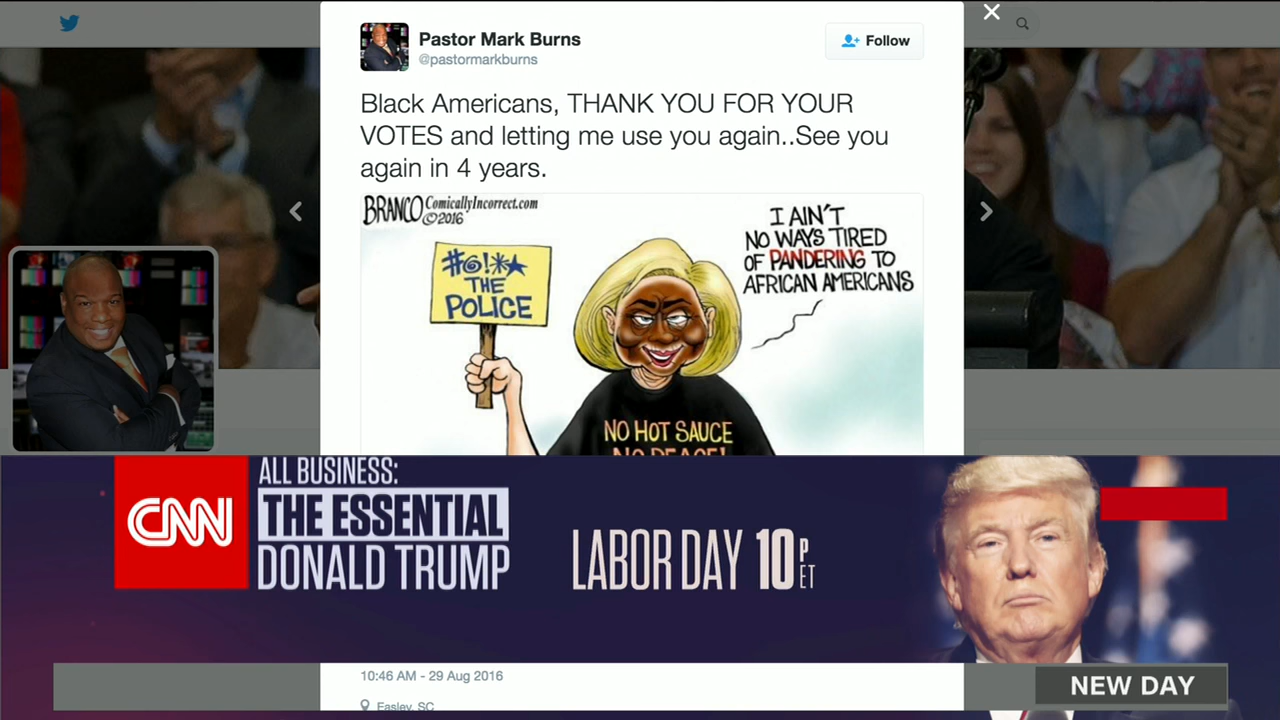 Pastor Mark Burns
@pastormarkburns
Follow
Black Americans, THANK YOU FOR YOUR
VOTES and letting me use you again..See you
again in 4 years.
BRANCO ComicallyIncorrect.com
©2016
#@!**
THE
POLICE
I AIN'T
NO WAYS TIRED
OF PANDERING TO
AFRICAN AMERICANS
NO HOT SAUCE
NO PEACE!
CNN
ALL BUSINESS:
THE ESSENTIAL
DONALD TRUMP
LABOR DAY 10 P
ET
10:46 AM - 29 Aug 2016
Easley, SC
NEW DAY